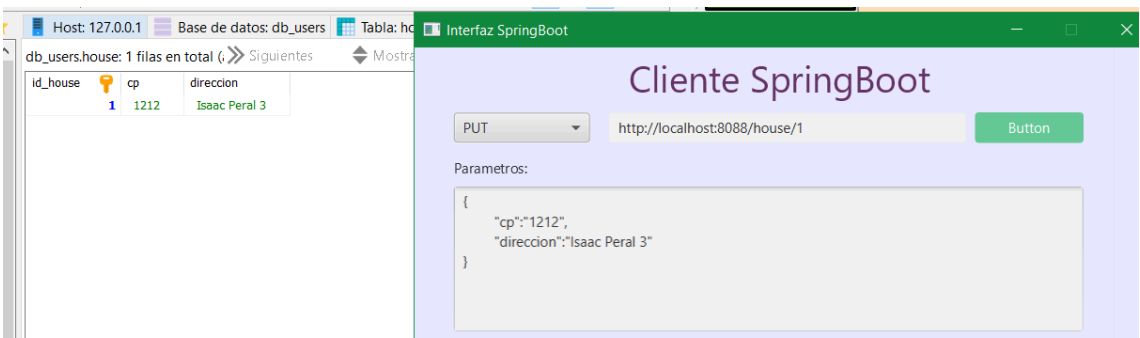 Host: 127.0.0.1 Base de datos: db_users Tabla: ho
db_users.house: 1 filas en total (a Siguientes Mostra
id_house cp direccion
1 1212 Isaac Peral 3
Interfaz SpringBoot
Cliente SpringBoot
PUT http://localhost:8088/house/1 Button
Parametros:
{
"cp":"1212",
"direccion":"Isaac Peral 3"
}